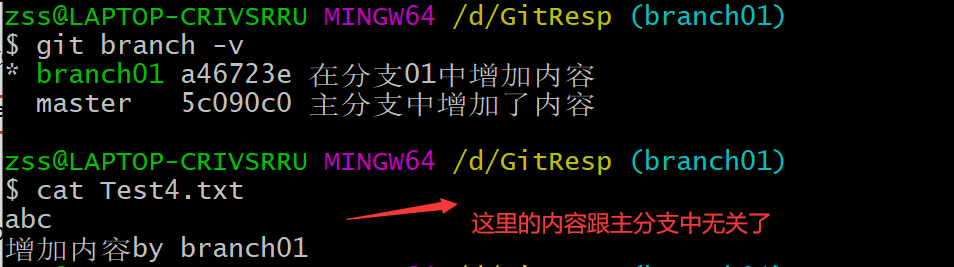 zss@LAPTOP-CRIVSRRU MINGW64 /d/GitResp (branch01)
$ git branch -v
* branch01 a46723e 在分支01中增加内容
master 5c090c0 主分支中增加了内容
zss@LAPTOP-CRIVSRRU MINGW64 /d/GitResp (branch01)
$ cat Test4.txt
abc
这里的内容跟主分支中无关了
增加内容by branch01